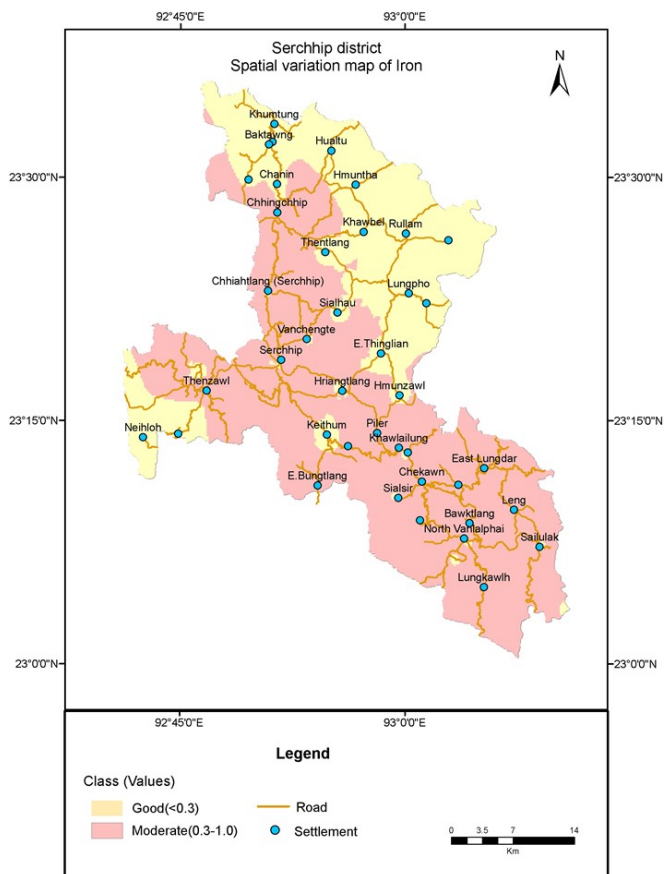 92°45'0"E
93°0'0"E
Serchhip district
Spatial variation map of Iron
N
Khumtung
Baktawng
Hualtu
23°30'0"N
23°30'0"N
Chanin
Hmuntha
Chhingchhip
Khawbel
Rullam
Thentlang
Chhiahtlang (Serchhip)
Lungpho
Sialhau
Vanchengte
E.Thinglian
Serchhip
Thenzawl
Hriangtlang
Hmunzawl
23°15'0"N
23°15'0"N
Neihloh
Keithum
Piler
Khawlailung
East Lungdar
E.Bungtlang
Chekawn
Sialsir
Leng
Bawktlang
North Vanlalphai
Sailulak
Lungkawlh
23°0'0"N
23°0'0"N
92°45'0"E
93°0'0"E
Legend
Class (Values)
Good(<0.3)
Road
Moderate(0.3-1.0)
Settlement
0 3.5 7 14
Km